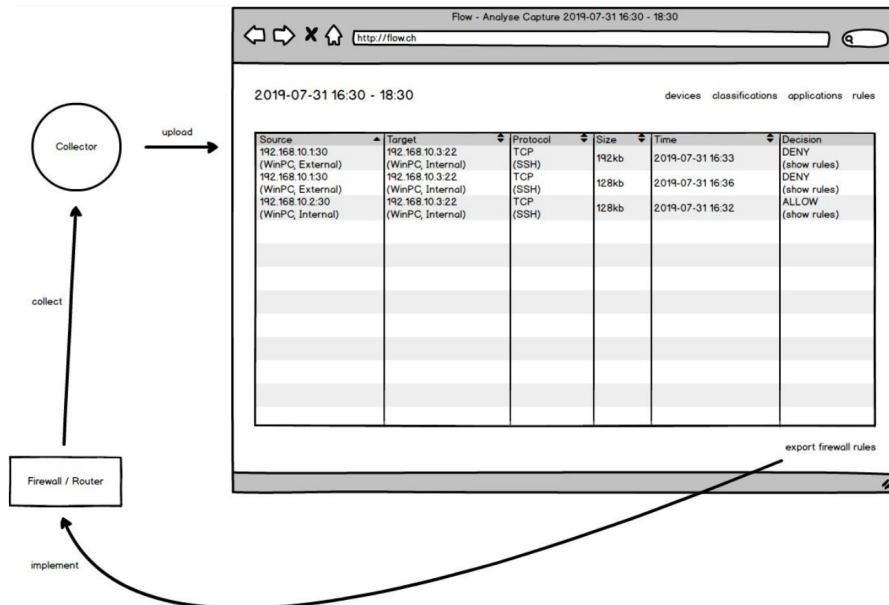 Flow - Analyse Capture 2019-07-31 16:30 - 18:30
http://flow.ch
2019-07-31 16:30 - 18:30
devices classifications applications rules
Collector
upload
Source Target Protocol Size Time Decision
192.168.10.1:30 192.168.10.3:22 TCP 192kb 2019-07-31 16:33 DENY
(WinPC, External) (WinPC, Internal) (SSH) (show rules)
192.168.10.1:30 192.168.10.3:22 TCP 128kb 2019-07-31 16:36 DENY
(WinPC, External) (WinPC, Internal) (SSH) (show rules)
192.168.10.2:30 192.168.10.3:22 TCP 128kb 2019-07-31 16:32 ALLOW
(WinPC, Internal) (WinPC, Internal) (SSH) (show rules)
collect
export firewall rules
Firewall / Router
implement